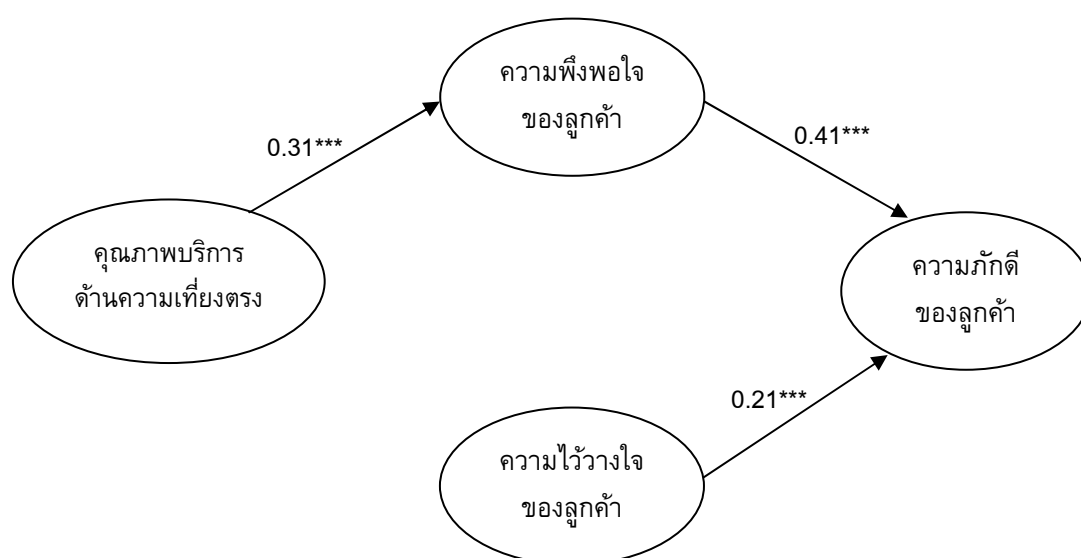 ความพึงพอใจ
ของลูกค้า
0.31***
0.41***
คุณภาพบริการ
ด้านความเที่ยงตรง
ความภักดี
ของลูกค้า
0.21***
ความไว้วางใจ
ของลูกค้า